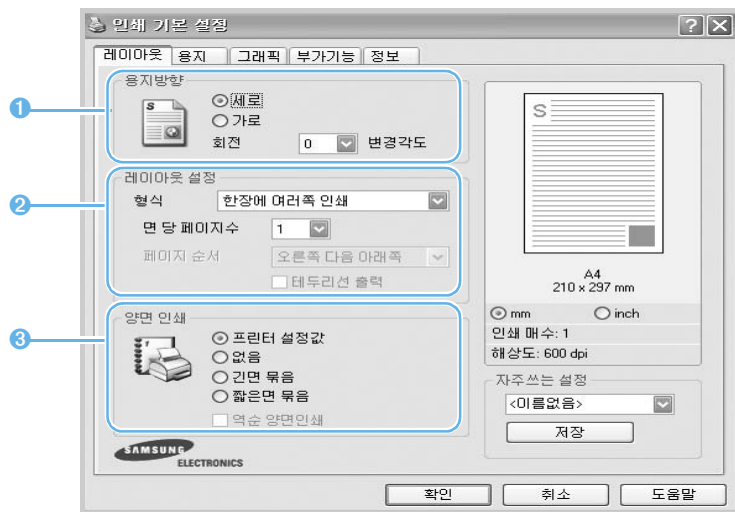 인쇄 기본 설정
레이아웃 용지 그래픽 부가기능 정보
1
용지방향
S
세로
가로
회전 0 변경각도
2
레이아웃 설정
형식 한장에 여러쪽 인쇄
면 당 페이지수 1
페이지 순서 오른쪽 다음 아래쪽
테두리선 출력
3
양면 인쇄
프린터 설정값
없음
긴면 묶음
짧은면 묶음
역순 양면인쇄
S
A4
210 x 297 mm
mm inch
인쇄 매수: 1
해상도: 600 dpi
자주쓰는 설정
<이름없음>
저장
SAMSUNG
ELECTRONICS
확인 취소 도움말